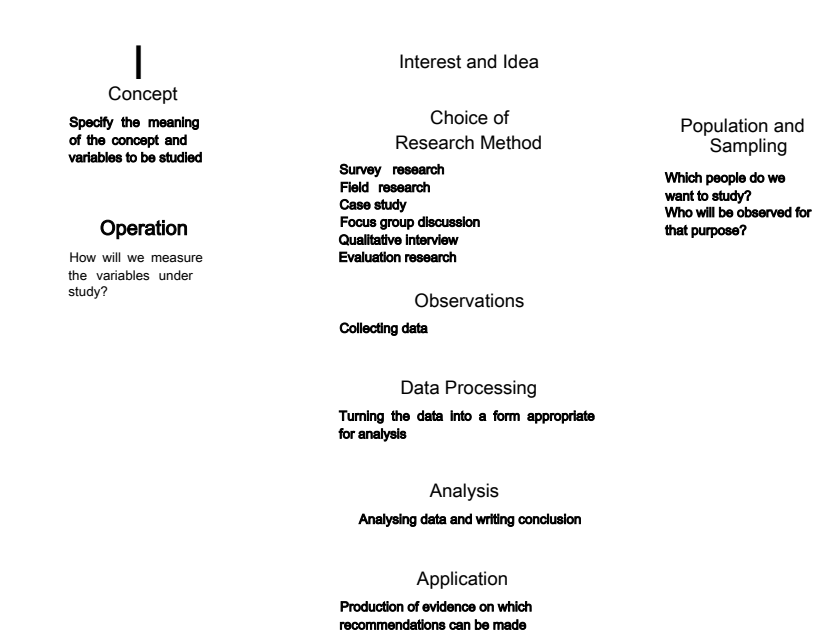 Interest and Idea
Concept
Specify the meaning
of the concept and
variables to be studied
Operation
How will we measure
the variables under
study?
Choice of
Research Method
Survey research
Field research
Case study
Focus group discussion
Qualitative interview
Evaluation research
Population and
Sampling
Which people do we
want to study?
Who will be observed for
that purpose?
Observations
Collecting data
Data Processing
Turning the data into a form appropriate
for analysis
Analysis
Analysing data and writing conclusion
Application
Production of evidence on which
recommendations can be made